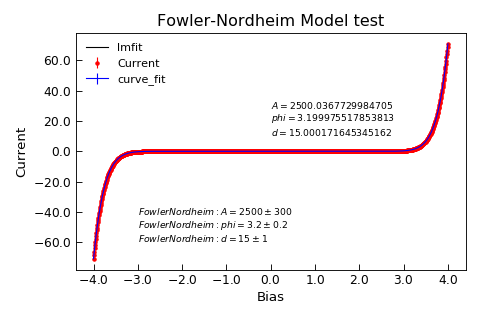 Fowler-Nordheim Model test
lmfit
Current
curve_fit
A = 2500.0367729984705
phi = 3.199975517853813
d = 15.000171645345162
FowlerNordheim: A = 2500 ± 300
FowlerNordheim: phi = 3.2 ± 0.2
FowlerNordheim: d = 15 ± 1
Current
60.0
40.0
20.0
0.0
−20.0
−40.0
−60.0
−4.0 −3.0 −2.0 −1.0 0.0 1.0 2.0 3.0 4.0
Bias